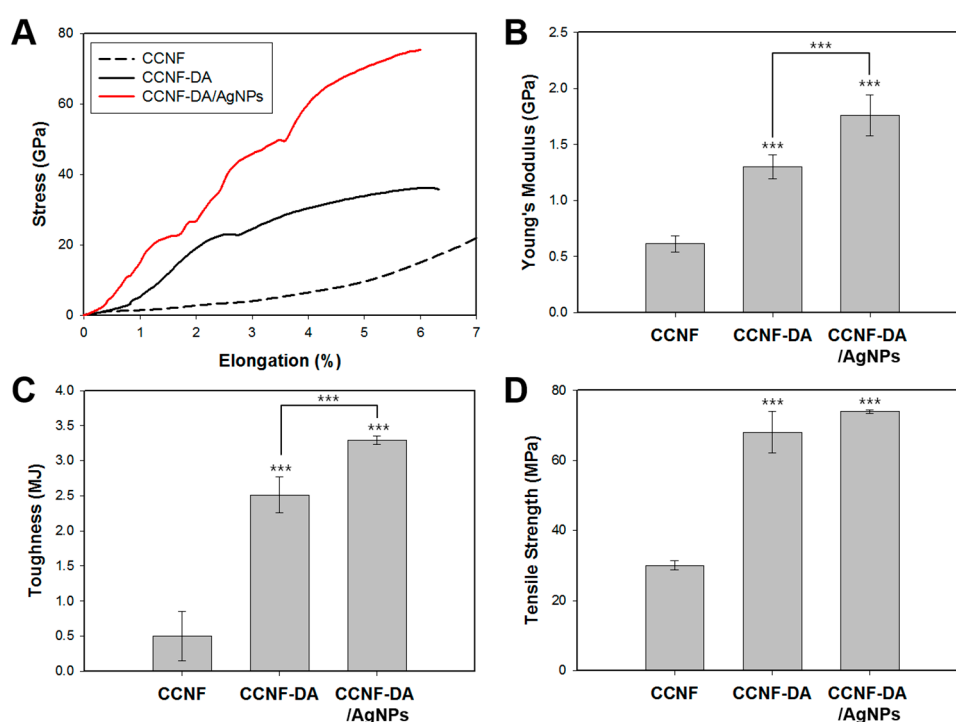 A
Stress (GPa)
80
60
40
20
0
CCNF
CCNF-DA
CCNF-DA/AgNPs
0 1 2 3 4 5 6 7
Elongation (%)
B
Young's Modulus (GPa)
2.5
2.0
1.5
1.0
0.5
0.0
***
***
***
CCNF CCNF-DA CCNF-DA
/AgNPs
C
Toughness (MJ)
4.0
3.5
3.0
2.5
2.0
1.5
1.0
0.5
0.0
***
***
***
CCNF CCNF-DA CCNF-DA
/AgNPs
D
Tensile Strength (MPa)
80
60
40
20
0
*** ***
CCNF CCNF-DA CCNF-DA
/AgNPs